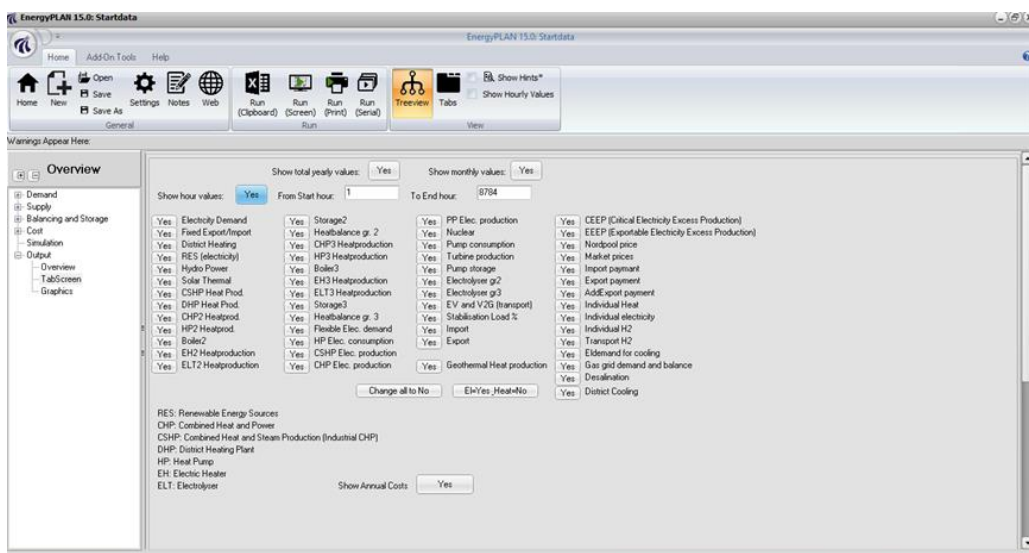 EnergyPLAN 15.0: Startdata
EnergyPLAN 15.0: Startdata
Home Add-On Tools Help
Home New Open Save Save As Settings Notes Web Run (Clipboard) Run (Screen) Run (Print) Run (Serial) Treeview Tabs Show Hints* Show Hourly Values
General Run View
Warnings Appear Here:
Overview
Demand
Supply
Balancing and Storage
Cost
Simulation
Output
Overview
TabScreen
Graphics
Show total yearly values: Yes Show monthly values: Yes
Show hour values: Yes From Start hour: 1 To End hour: 8784
Yes Electricity Demand
Yes Fixed Export/Import
Yes District Heating
Yes RES (electricity)
Yes Hydro Power
Yes Solar Thermal
Yes CSHP Heat Prod.
Yes DHP Heat Prod.
Yes CHP2 Heatprod.
Yes HP2 Heatprod.
Yes Boiler2
Yes EH2 Heatproduction
Yes ELT2 Heatproduction
Yes Storage2
Yes Heatbalance gr. 2
Yes CHP3 Heatproduction
Yes HP3 Heatproduction
Yes Boiler3
Yes EH3 Heatproduction
Yes ELT3 Heatproduction
Yes Storage3
Yes Heatbalance gr. 3
Yes Flexible Elec. demand
Yes HP Elec. consumption
Yes CSHP Elec. production
Yes CHP Elec. production
Yes PP Elec. production
Yes Nuclear
Yes Pump consumption
Yes Turbine production
Yes Pump storage
Yes Electrolyser gr2
Yes Electrolyser gr3
Yes EV and V2G (transport)
Yes Stabilisation Load %
Yes Import
Yes Export
Yes Geothermal Heat production
Yes CEEP (Critical Electricity Excess Production)
Yes EEEP (Exportable Electricity Excess Production)
Yes Nordpool price
Yes Market prices
Yes Import paymant
Yes Export payment
Yes AddExport payment
Yes Individual Heat
Yes Individual electricity
Yes Individual H2
Yes Transport H2
Yes Eldemand for cooling
Yes Gas grid demand and balance
Yes Desalination
Yes District Cooling
Change all to No El=Yes_Heat=No
RES: Renewable Energy Sources
CHP: Combined Heat and Power
CSHP: Combined Heat and Steam Production (Industrial CHP)
DHP: District Heating Plant
HP: Heat Pump
EH: Electric Heater
ELT: Electrolyser
Show Annual Costs Yes